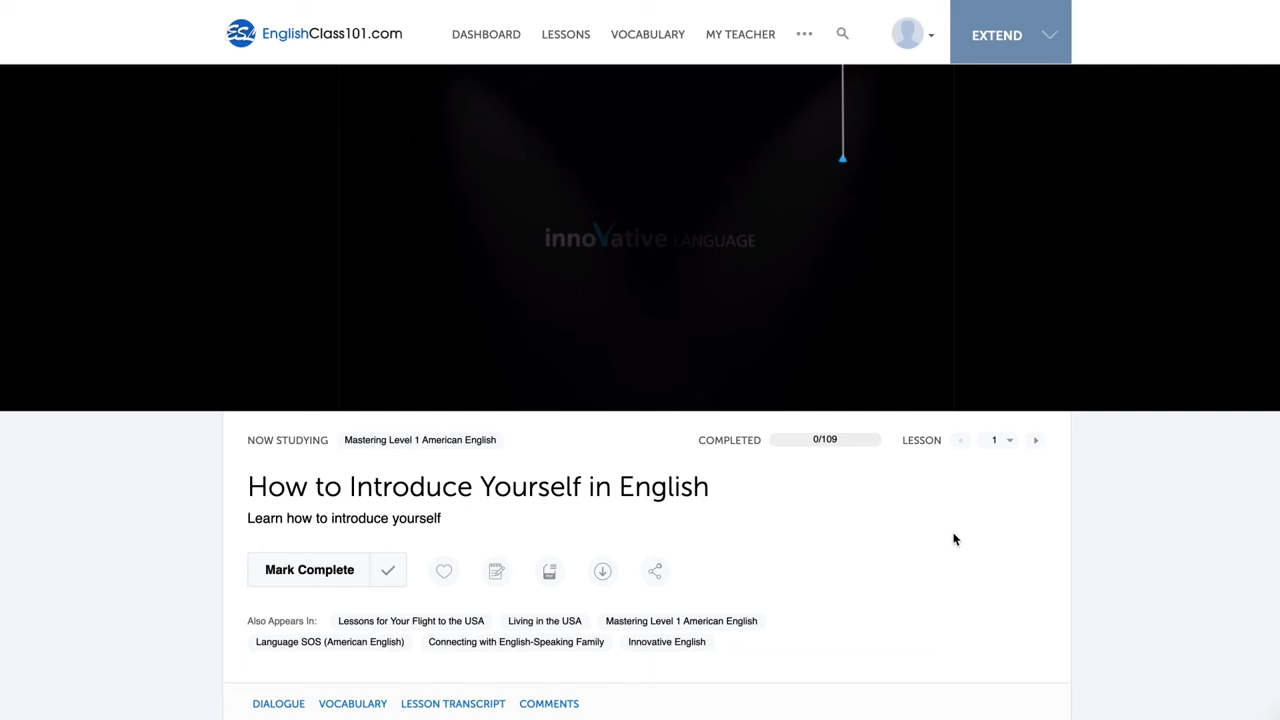 ESL EnglishClass101.com DASHBOARD LESSONS VOCABULARY MY TEACHER EXTEND
innoVative LANGUAGE
NOW STUDYING Mastering Level 1 American English COMPLETED 0/109 LESSON 1
How to Introduce Yourself in English
Learn how to introduce yourself
Mark Complete
Also Appears In: Lessons for Your Flight to the USA Living in the USA Mastering Level 1 American English
Language SOS (American English) Connecting with English-Speaking Family Innovative English
DIALOGUE VOCABULARY LESSON TRANSCRIPT COMMENTS